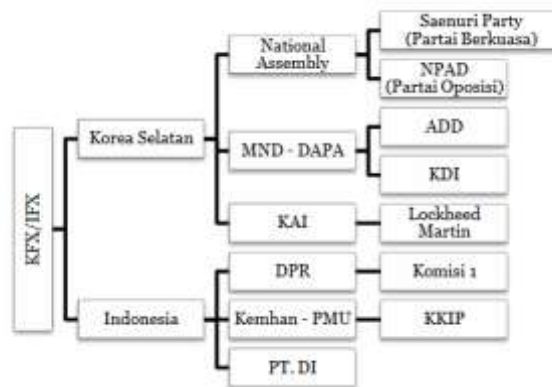 KFX/IFX
Korea Selatan
National
Assembly
Saenuri Party
(Partai Berkuasa)
NPAD
(Partai Oposisi)
MND - DAPA
ADD
KDI
KAI
Lockheed
Martin
Indonesia
DPR
Komisi 1
Kemhan - PMU
KKIP
PT. DI